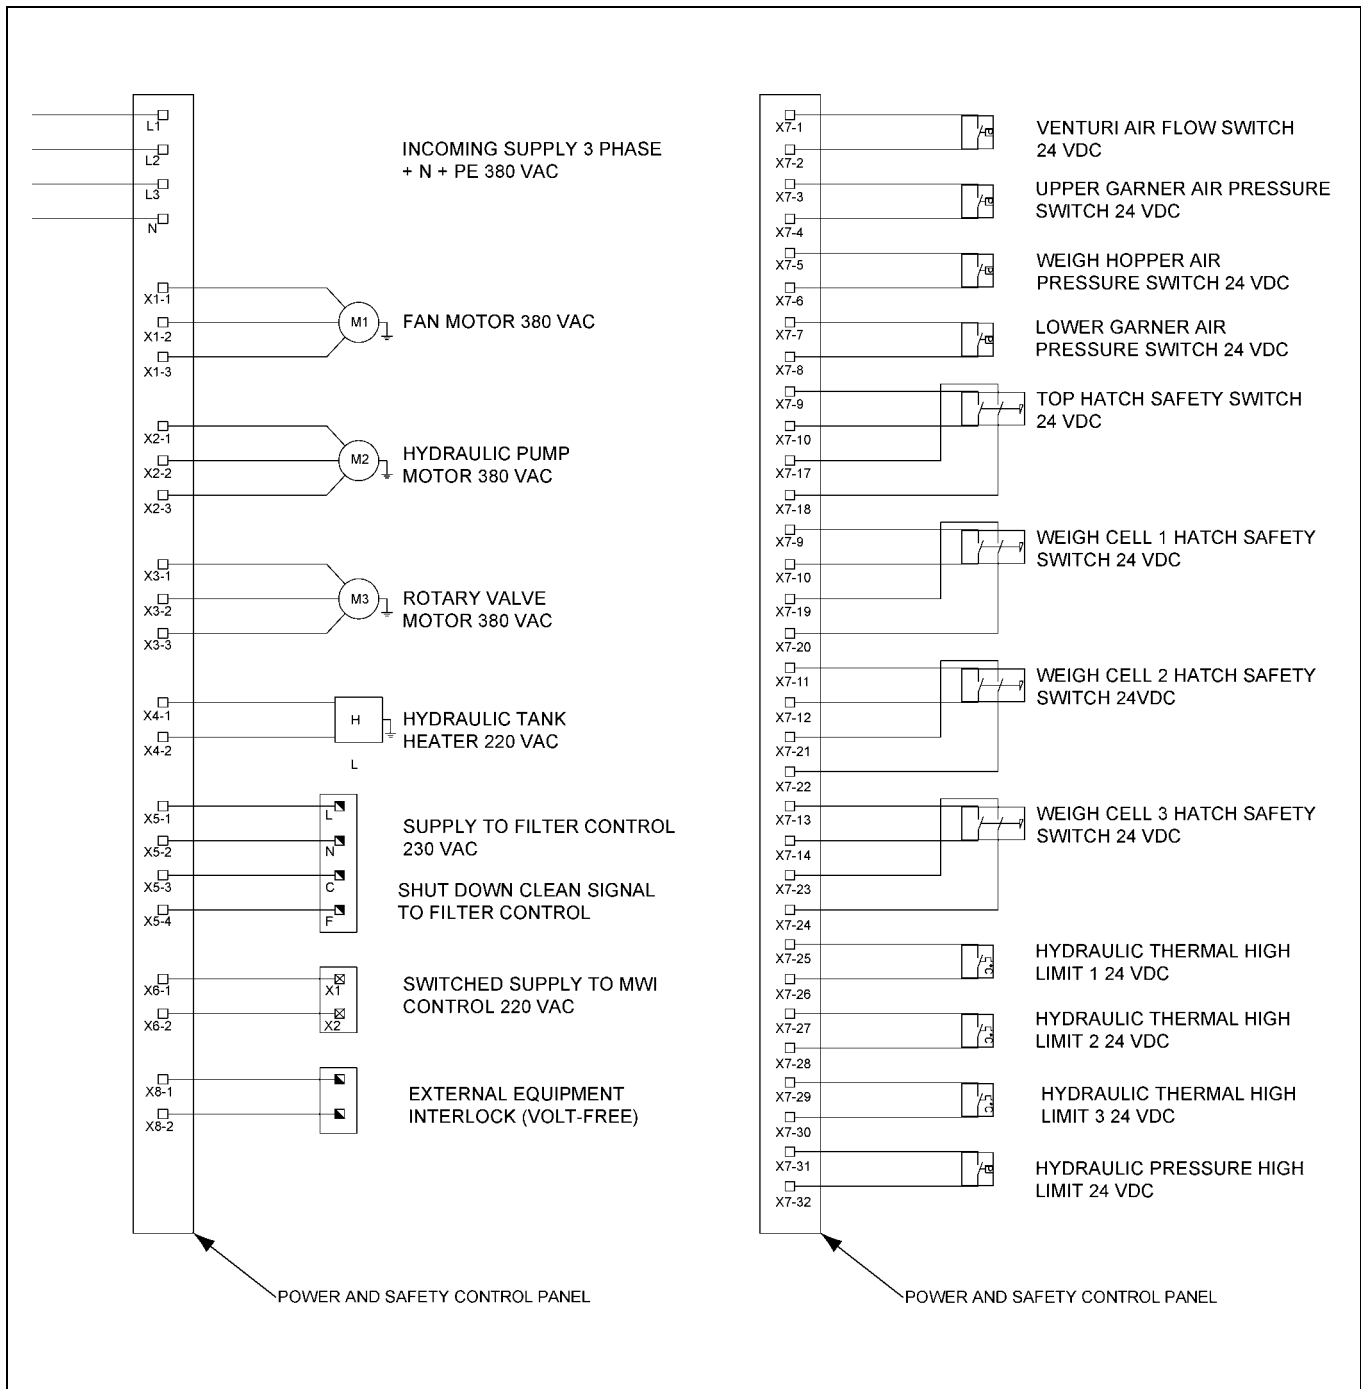 L1
L2
L3
N
INCOMING SUPPLY 3 PHASE
+ N + PE 380 VAC
X1-1
X1-2
X1-3
M1
FAN MOTOR 380 VAC
X2-1
X2-2
X2-3
M2
HYDRAULIC PUMP
MOTOR 380 VAC
X3-1
X3-2
X3-3
M3
ROTARY VALVE
MOTOR 380 VAC
X4-1
X4-2
H
L
HYDRAULIC TANK
HEATER 220 VAC
X5-1
X5-2
X5-3
X5-4
L
N
C
F
SUPPLY TO FILTER CONTROL
230 VAC
SHUT DOWN CLEAN SIGNAL
TO FILTER CONTROL
X6-1
X6-2
X1
X2
SWITCHED SUPPLY TO MWI
CONTROL 220 VAC
X8-1
X8-2
EXTERNAL EQUIPMENT
INTERLOCK (VOLT-FREE)
POWER AND SAFETY CONTROL PANEL
X7-1
X7-2
VENTURI AIR FLOW SWITCH
24 VDC
X7-3
X7-4
UPPER GARNER AIR PRESSURE
SWITCH 24 VDC
X7-5
X7-6
WEIGH HOPPER AIR
PRESSURE SWITCH 24 VDC
X7-7
X7-8
LOWER GARNER AIR
PRESSURE SWITCH 24 VDC
X7-9
X7-10
X7-17
X7-18
TOP HATCH SAFETY SWITCH
24 VDC
X7-9
X7-10
X7-19
X7-20
WEIGH CELL 1 HATCH SAFETY
SWITCH 24 VDC
X7-11
X7-12
X7-21
X7-22
WEIGH CELL 2 HATCH SAFETY
SWITCH 24VDC
X7-13
X7-14
X7-23
X7-24
WEIGH CELL 3 HATCH SAFETY
SWITCH 24 VDC
X7-25
X7-26
°C
HYDRAULIC THERMAL HIGH
LIMIT 1 24 VDC
X7-27
X7-28
°C
HYDRAULIC THERMAL HIGH
LIMIT 2 24 VDC
X7-29
X7-30
°C
HYDRAULIC THERMAL HIGH
LIMIT 3 24 VDC
X7-31
X7-32
HYDRAULIC PRESSURE HIGH
LIMIT 24 VDC
POWER AND SAFETY CONTROL PANEL